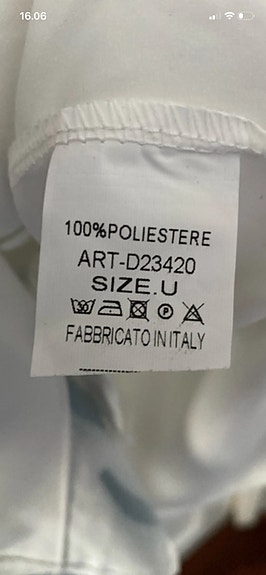 16.06
100%POLIESTERE
ART-D23420
SIZE.U
P
FABBRICATO IN ITALY